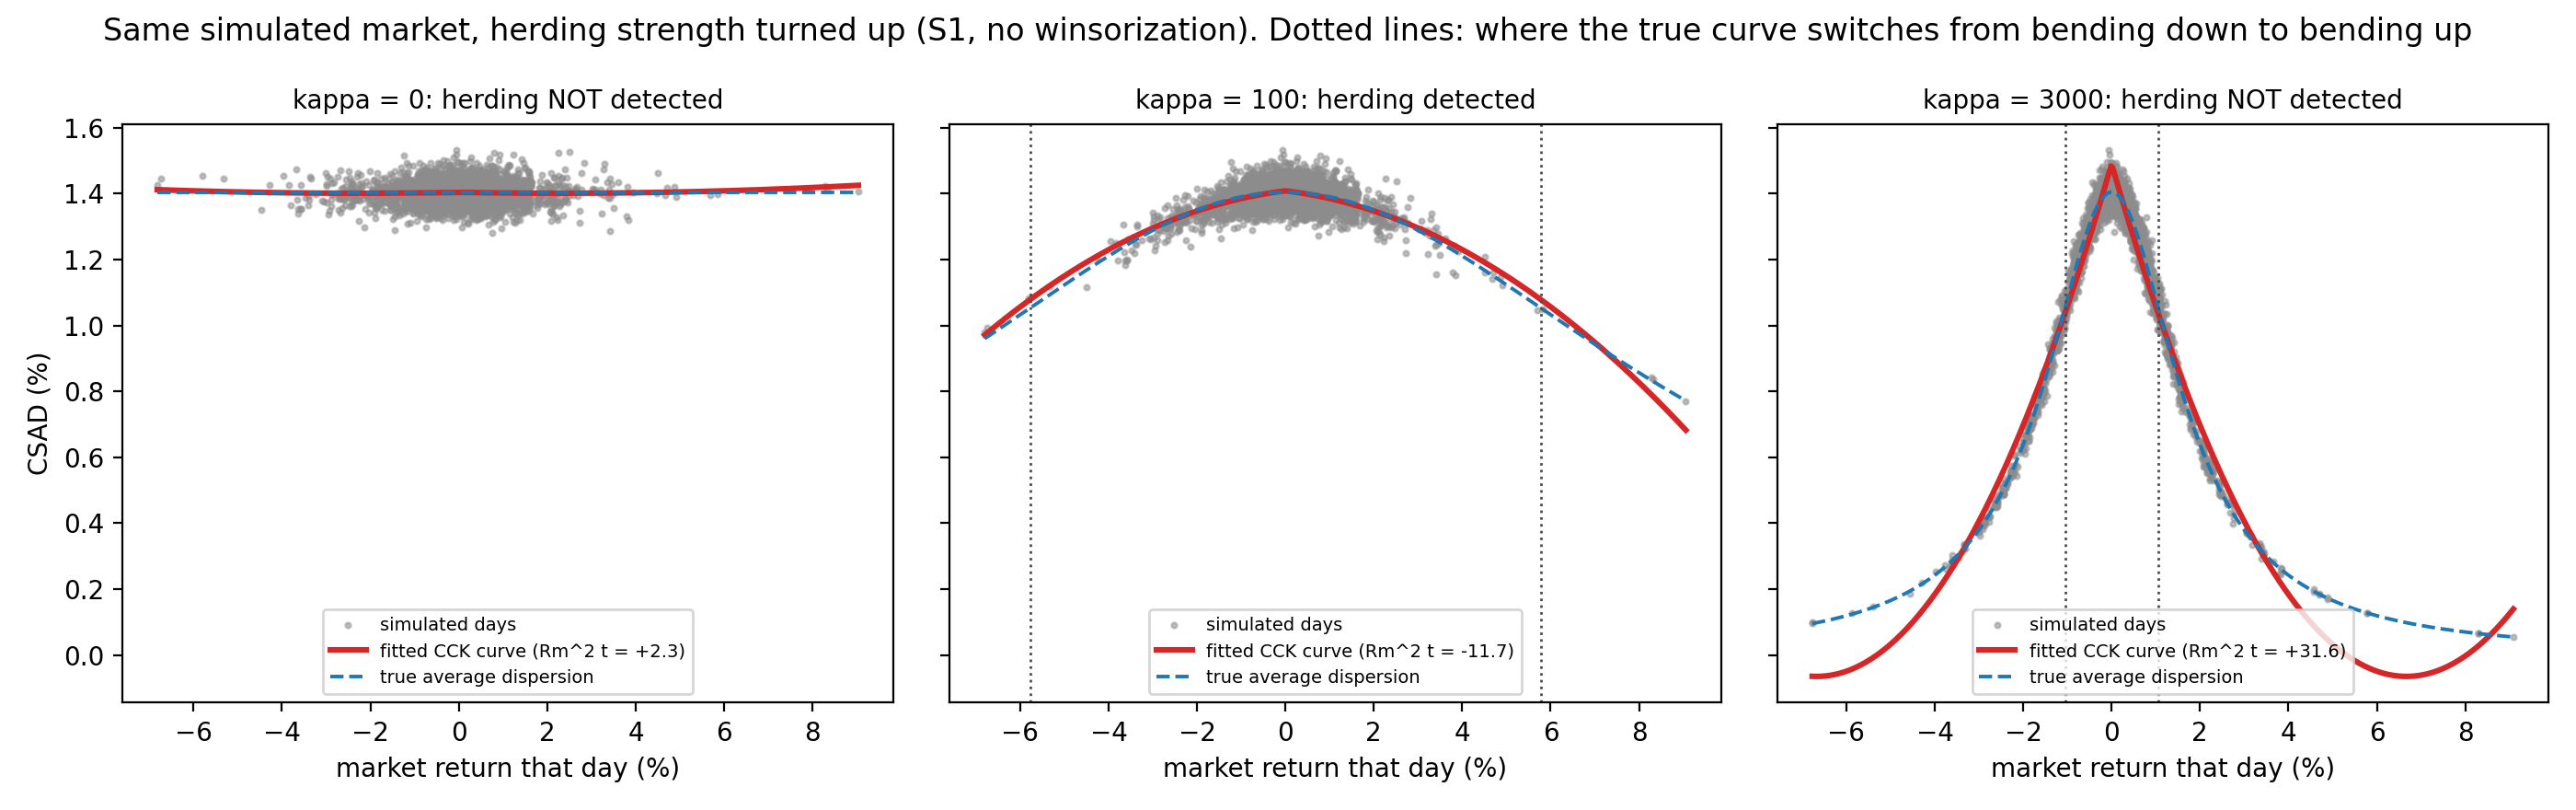 Same simulated market, herding strength turned up (S1, no winsorization). Dotted lines: where the true curve switches from bending down to bending up
kappa = 0: herding NOT detected
kappa = 100: herding detected
kappa = 3000: herding NOT detected
CSAD (%)
1.6
1.4
1.2
1.0
0.8
0.6
0.4
0.2
0.0
simulated days
fitted CCK curve (Rm^2 t = +2.3)
true average dispersion
−6 −4 −2 0 2 4 6 8
market return that day (%)
simulated days
fitted CCK curve (Rm^2 t = -11.7)
true average dispersion
−6 −4 −2 0 2 4 6 8
market return that day (%)
simulated days
fitted CCK curve (Rm^2 t = +31.6)
true average dispersion
−6 −4 −2 0 2 4 6 8
market return that day (%)